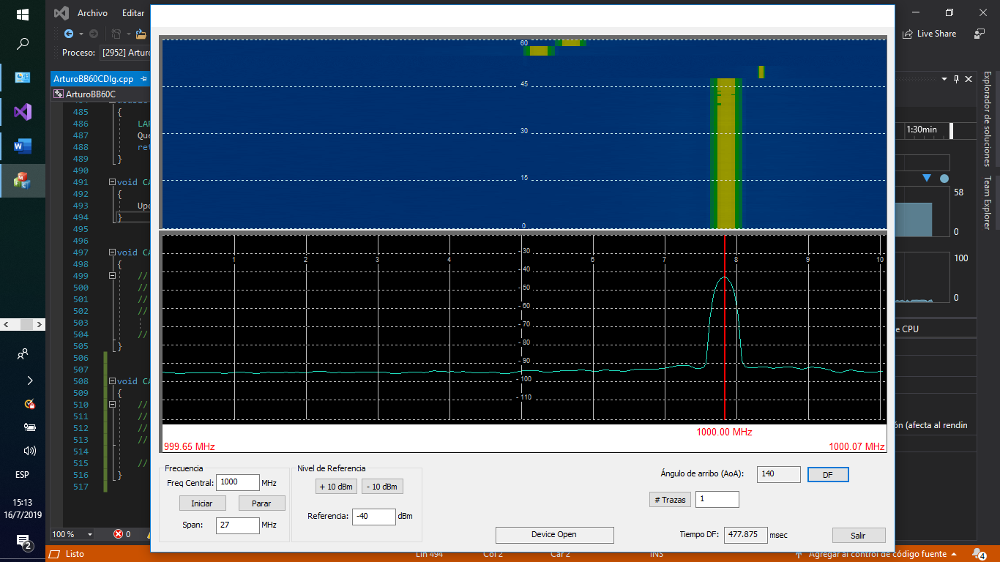 Archivo Editar
Live Share
Proceso: [2952] Arturo
ArturoBB60CDlg.cpp
ArturoBB60C
485 {
486 LAF
487 Que
488 ret
489 }
490
491 void CA
492 {
493 Upd
494 }
495
496
497 void CA
498 {
499 //
500 //
501 //
502 //
503
504 //
505 }
506
507
508 void CA
509 {
510 //
511 //
512 //
513 //
514
515 //
516 }
517
100 %
0
60
45
30
15
0
1 2 3 4 6 7 8 9 10
-30
-40
-50
-60
-70
-80
-90
-100
-110
1000.00 MHz
999.65 MHz
1000.07 MHz
Frecuencia
Freq Central: 1000 MHz
Iniciar Parar
Span: 27 MHz
Nivel de Referencia
+ 10 dBm - 10 dBm
Referencia: -40 dBm
Ángulo de arribo (AoA): 140 DF
# Trazas 1
Device Open
Tiempo DF: 477.875 msec
Salir
1:30min
58
0
100
0
e CPU
ón (afecta al rendin
Explorador de soluciones
Team Explorer
ESP
15:13
16/7/2019
2
Listo
Lín 494 Col 2 Car 2 INS
Agregar al control de código fuente
4